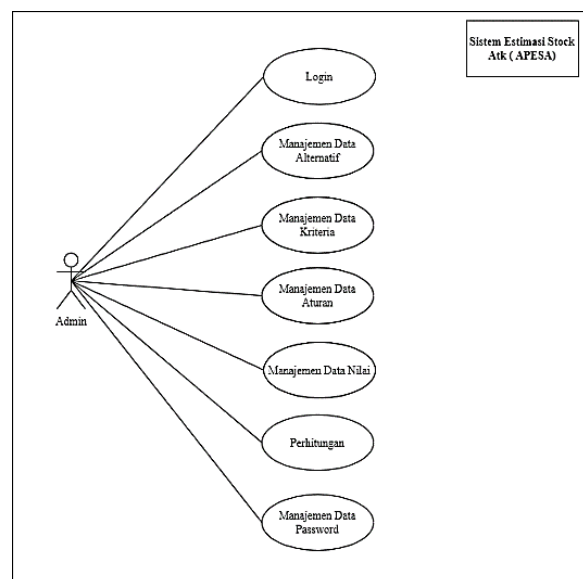 Sistem Estimasi Stock
Atk ( APESA)
Login
Manajemen Data
Alternatif
Manajemen Data
Kriteria
Manajemen Data
Aturan
Admin
Manajemen Data Nilai
Perhitungan
Manajemen Data
Password